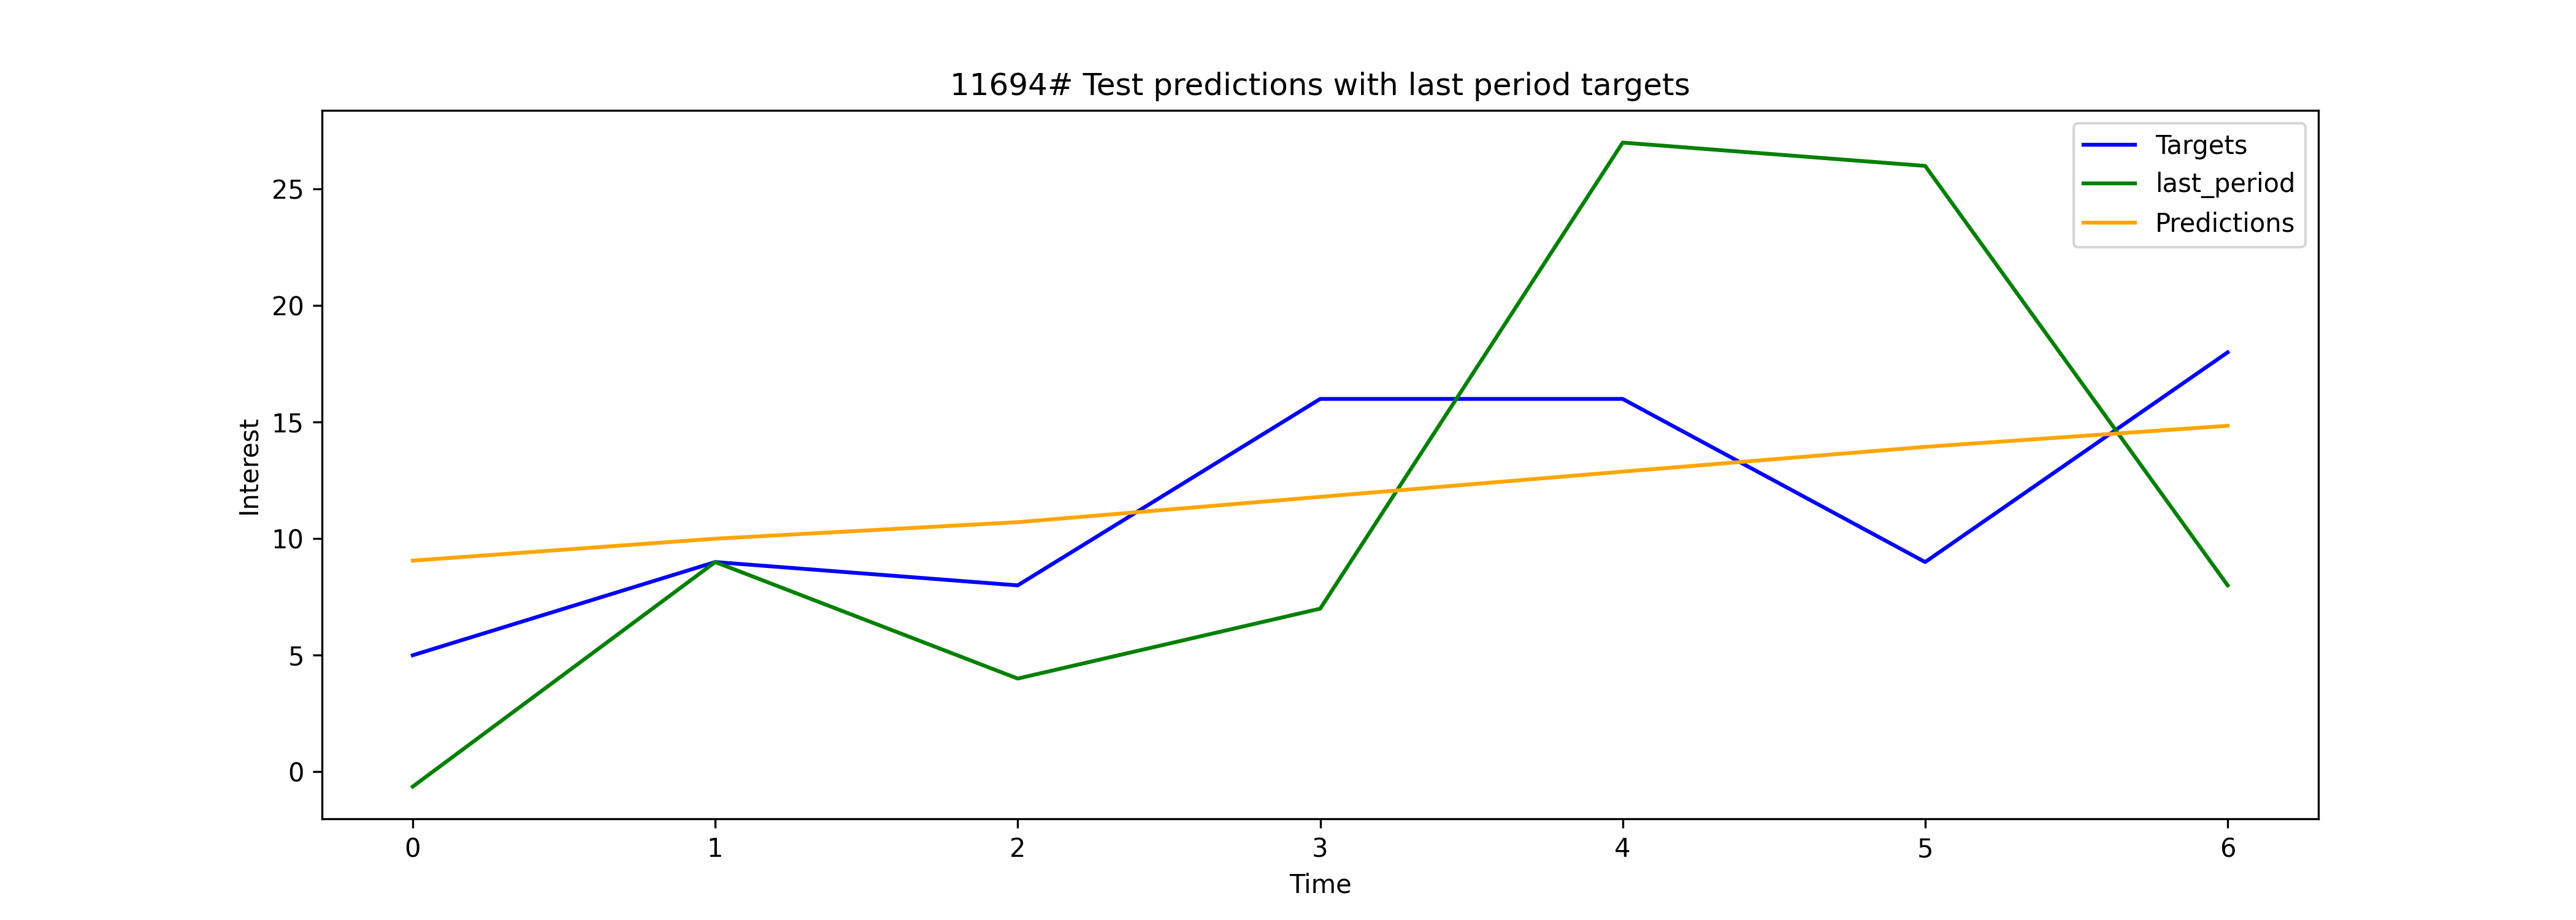 11694# Test predictions with last period targets
Targets
last_period
Predictions
Interest
25
20
15
10
5
0
0 1 2 3 4 5 6
Time